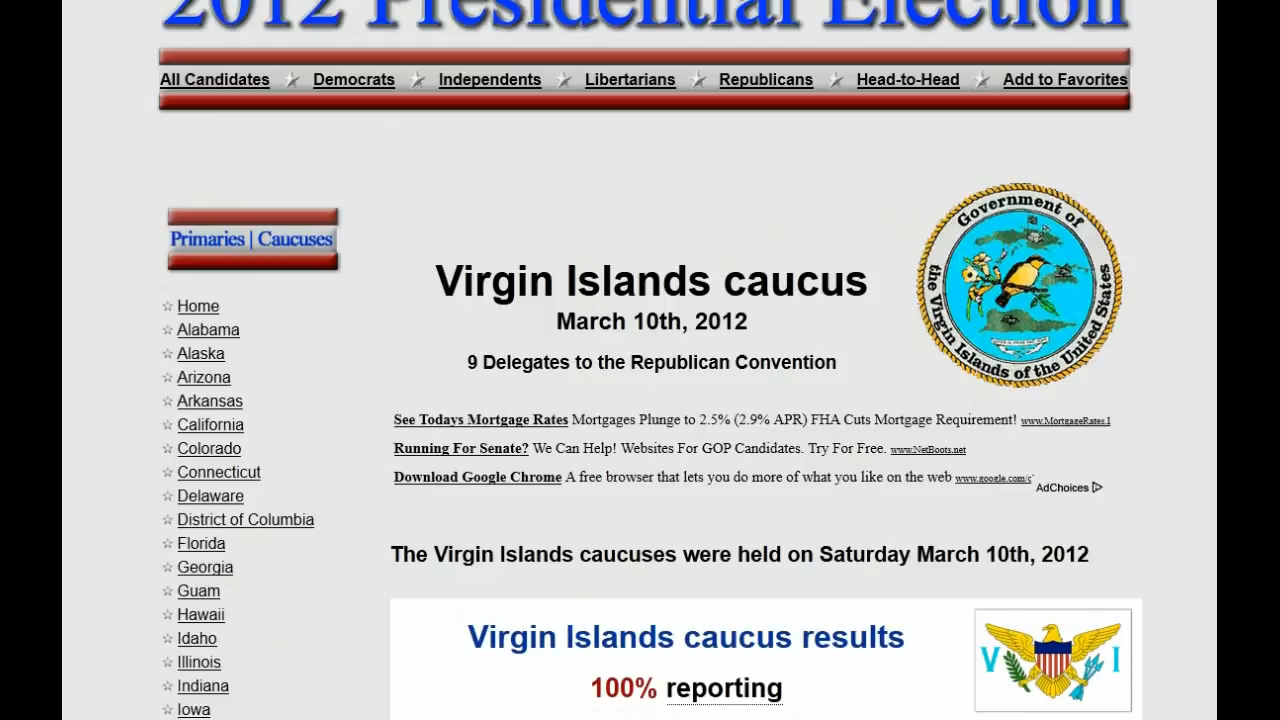 2012 Presidential Election
All Candidates Democrats Independents Libertarians Republicans Head-to-Head Add to Favorites
Primaries | Caucuses
Home
Alabama
Alaska
Arizona
Arkansas
California
Colorado
Connecticut
Delaware
District of Columbia
Florida
Georgia
Guam
Hawaii
Idaho
Illinois
Indiana
Iowa
Virgin Islands caucus
March 10th, 2012
9 Delegates to the Republican Convention
Government of
the Virgin Islands of the United States
See Todays Mortgage Rates Mortgages Plunge to 2.5% (2.9% APR) FHA Cuts Mortgage Requirement! www.MortgageRates.I
Running For Senate? We Can Help! Websites For GOP Candidates. Try For Free. www.NetBoots.net
Download Google Chrome A free browser that lets you do more of what you like on the web www.google.com/c
AdChoices
The Virgin Islands caucuses were held on Saturday March 10th, 2012
Virgin Islands caucus results
100% reporting
V I